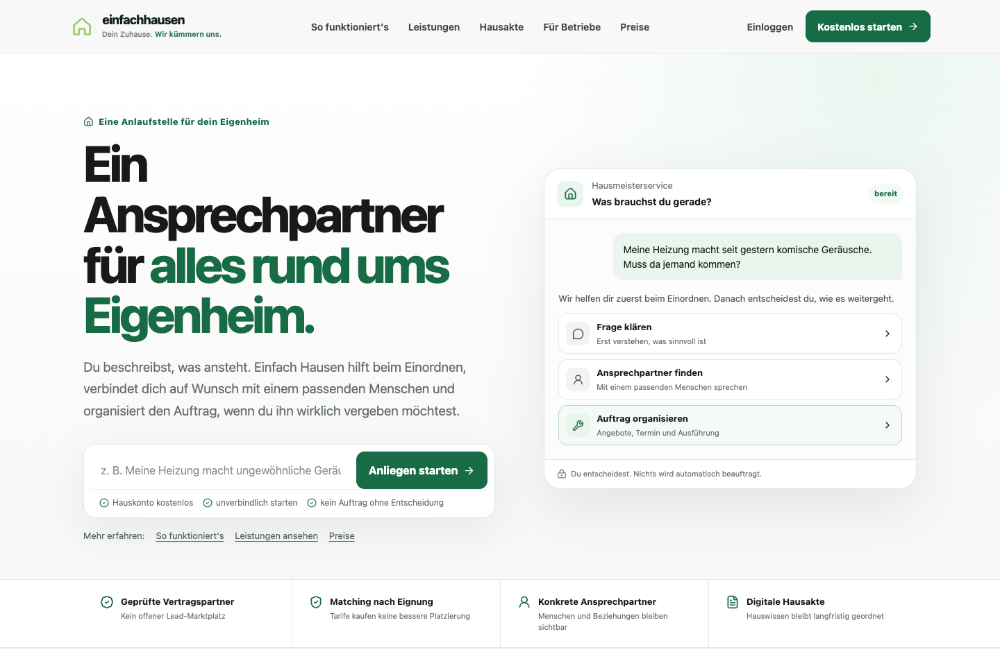 einfachhausen
Dein Zuhause. Wir kümmern uns.
So funktioniert's
Leistungen
Hausakte
Für Betriebe
Preise
Einloggen
Kostenlos starten
Eine Anlaufstelle für dein Eigenheim
Ein
Ansprechpartner
für alles rund ums
Eigenheim.
Du beschreibst, was ansteht. Einfach Hausen hilft beim Einordnen,
verbindet dich auf Wunsch mit einem passenden Menschen und
organisiert den Auftrag, wenn du ihn wirklich vergeben möchtest.
z. B. Meine Heizung macht ungewöhnliche Geräu
Anliegen starten
Hauskonto kostenlos
unverbindlich starten
kein Auftrag ohne Entscheidung
Mehr erfahren:
So funktioniert's
Leistungen ansehen
Preise
Hausmeisterservice
Was brauchst du gerade?
bereit
Meine Heizung macht seit gestern komische Geräusche.
Muss da jemand kommen?
Wir helfen dir zuerst beim Einordnen. Danach entscheidest du, wie es weitergeht.
Frage klären
Erst verstehen, was sinnvoll ist
Ansprechpartner finden
Mit einem passenden Menschen sprechen
Auftrag organisieren
Angebote, Termin und Ausführung
Du entscheidest. Nichts wird automatisch beauftragt.
Geprüfte Vertragspartner
Kein offener Lead-Marktplatz
Matching nach Eignung
Tarife kaufen keine bessere Platzierung
Konkrete Ansprechpartner
Menschen und Beziehungen bleiben
sichtbar
Digitale Hausakte
Hauswissen bleibt langfristig geordnet